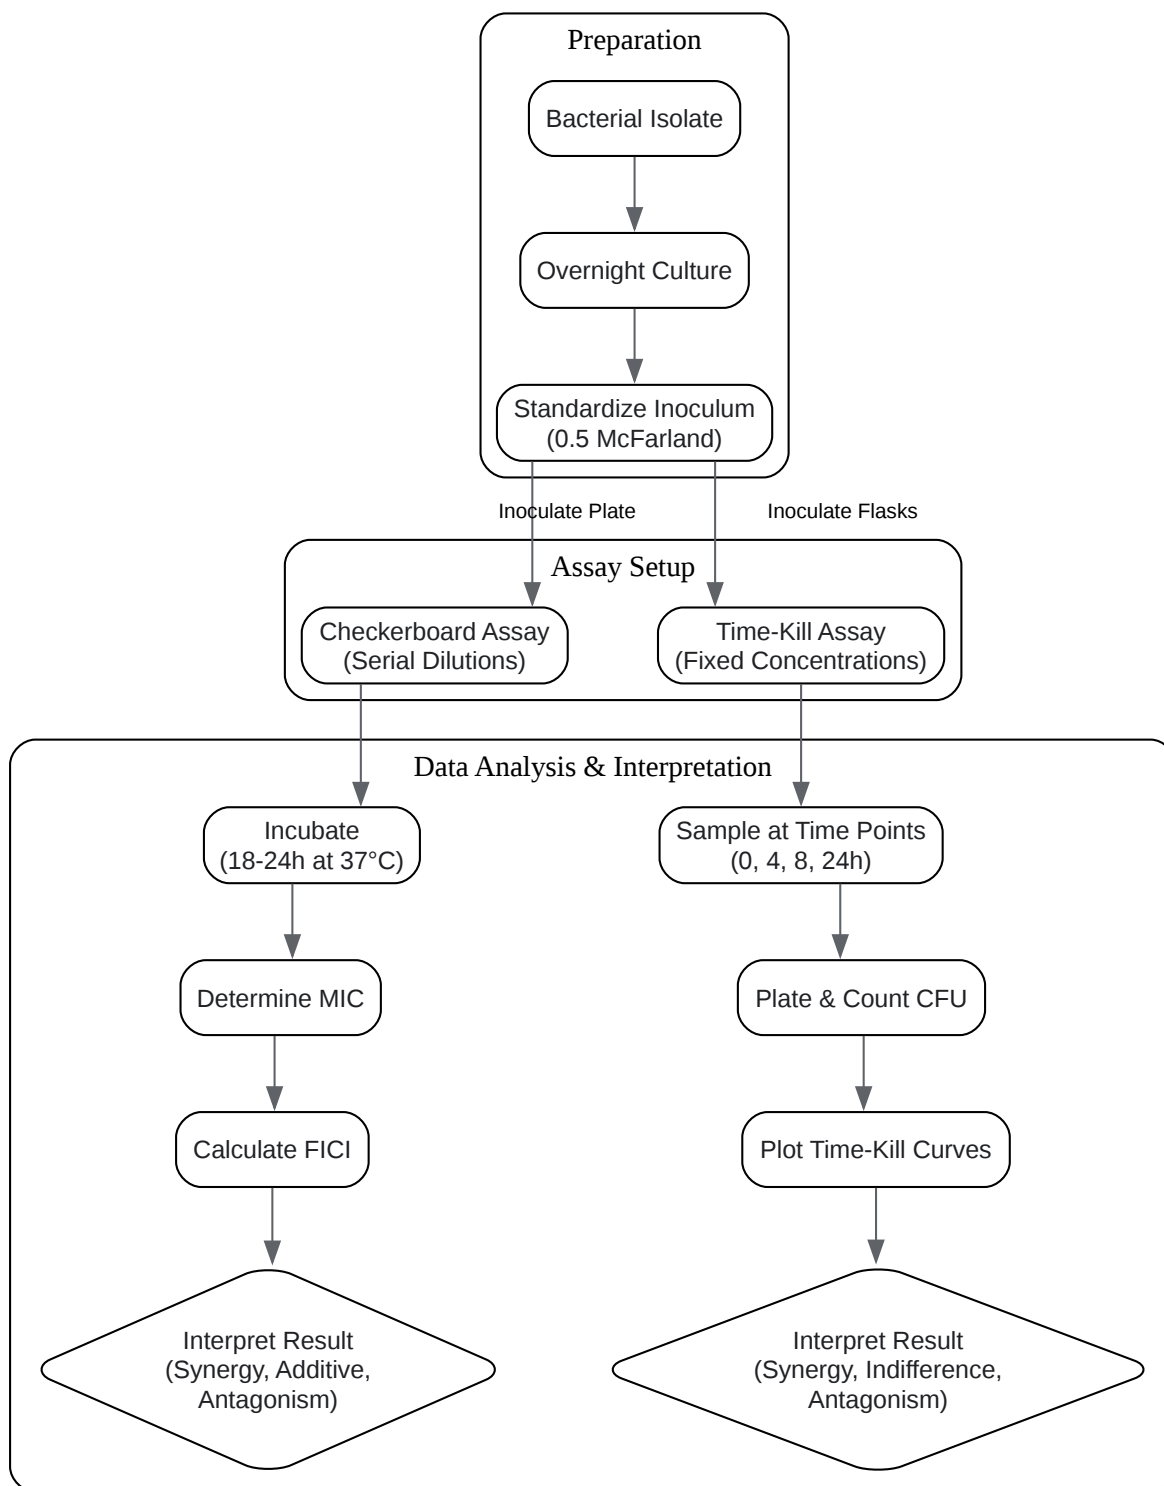 Preparation
Bacterial Isolate
Overnight Culture
Standardize Inoculum
(0.5 McFarland)
Inoculate Plate
Inoculate Flasks
Assay Setup
Checkerboard Assay
(Serial Dilutions)
Time-Kill Assay
(Fixed Concentrations)
Data Analysis & Interpretation
Incubate
(18-24h at 37°C)
Sample at Time Points
(0, 4, 8, 24h)
Determine MIC
Plate & Count CFU
Calculate FICI
Plot Time-Kill Curves
Interpret Result
(Synergy, Additive,
Antagonism)
Interpret Result
(Synergy, Indifference,
Antagonism)